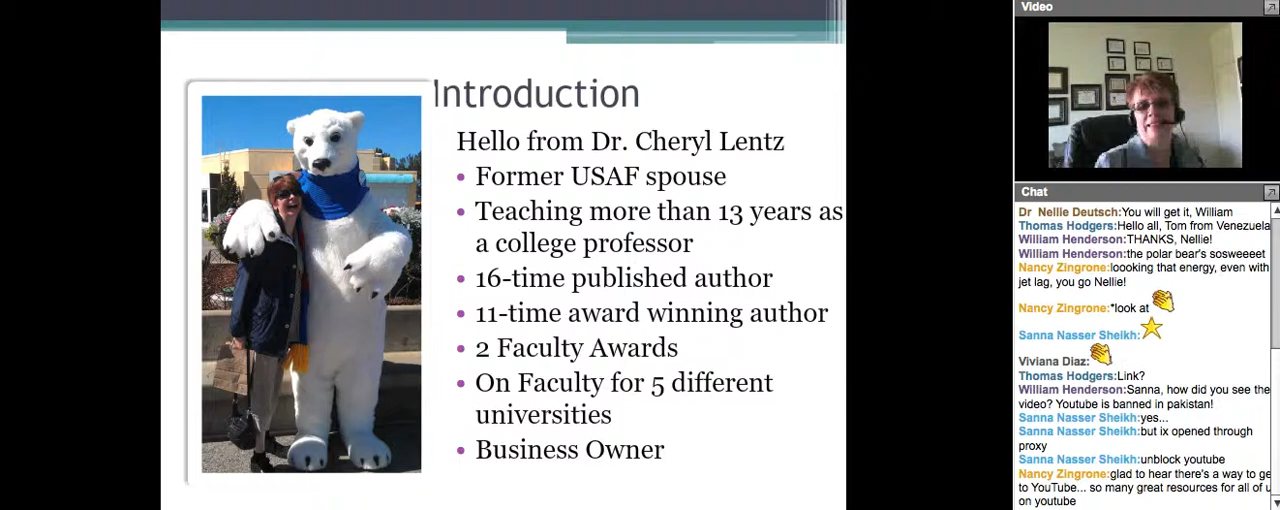 Introduction
Hello from Dr. Cheryl Lentz
• Former USAF spouse
• Teaching more than 13 years as
a college professor
• 16-time published author
• 11-time award winning author
• 2 Faculty Awards
• On Faculty for 5 different
universities
• Business Owner
Video
Chat
Dr Nellie Deutsch:You will get it, William
Thomas Hodgers:Hello all, Tom from Venezuela
William Henderson:THANKS, Nellie!
William Henderson:the polar bear's sosweeeet
Nancy Zingrone:loooking that energy, even with
jet lag, you go Nellie!
Nancy Zingrone:*look at
Sanna Nasser Sheikh:
Viviana Diaz:
Thomas Hodgers:Link?
William Henderson:Sanna, how did you see the
video? Youtube is banned in pakistan!
Sanna Nasser Sheikh:yes...
Sanna Nasser Sheikh:but ix opened through
proxy
Sanna Nasser Sheikh:unblock youtube
Nancy Zingrone:glad to hear there's a way to ge
to YouTube... so many great resources for all of u
on youtube